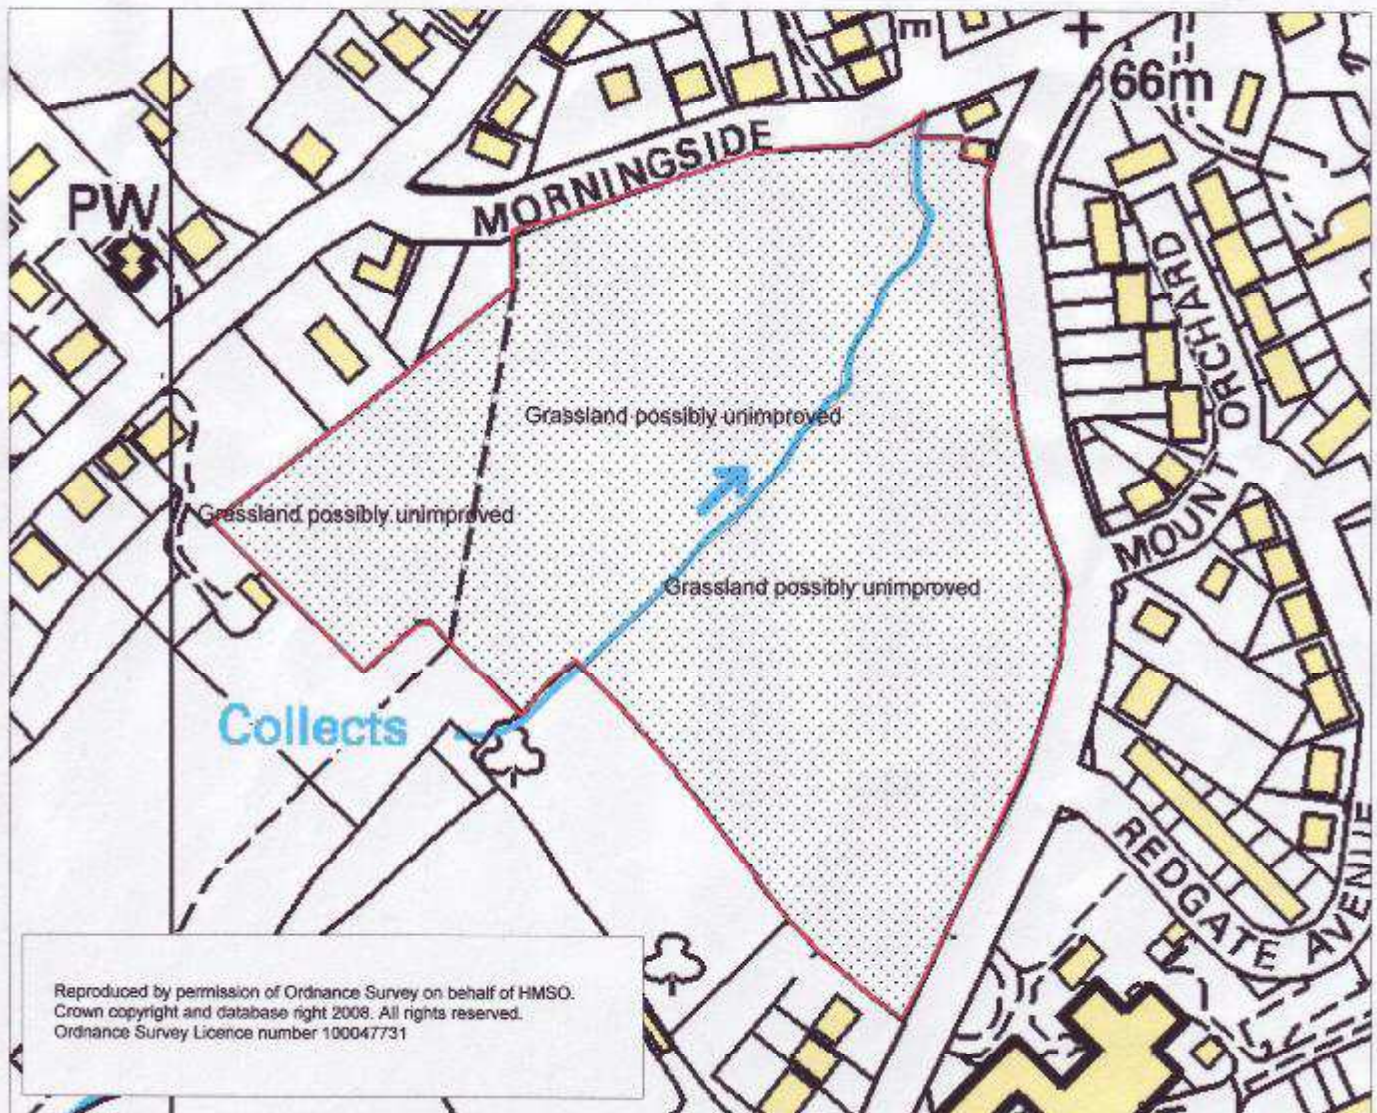 E
66m
MORNINGSIDE
PW
ORCHARD
MOUNT
Grassland possibly unimproved
Grassland possibly unimproved
Grassland possibly unimproved
Collects
REDGATE AVENUE
Reproduced by permission of Ordnance Survey on behalf of HMSO.
Crown copyright and database right 2008. All rights reserved.
Ordnance Survey Licence number 100047731